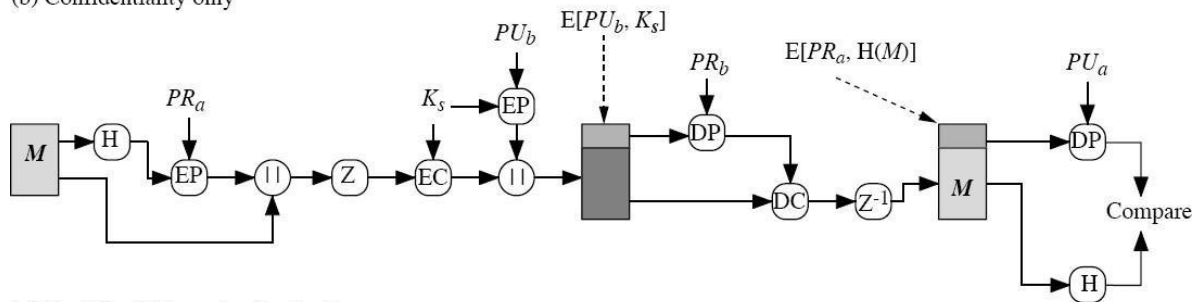 (b) Confidentiality only
E[PU_b, K_s]
PU_b
E[PR_a, H(M)]
PR_b
PU_a
PR_a
K_s
EP
M
H
EP
||
Z
EC
||
DP
DC
Z⁻¹
M
DP
Compare
H